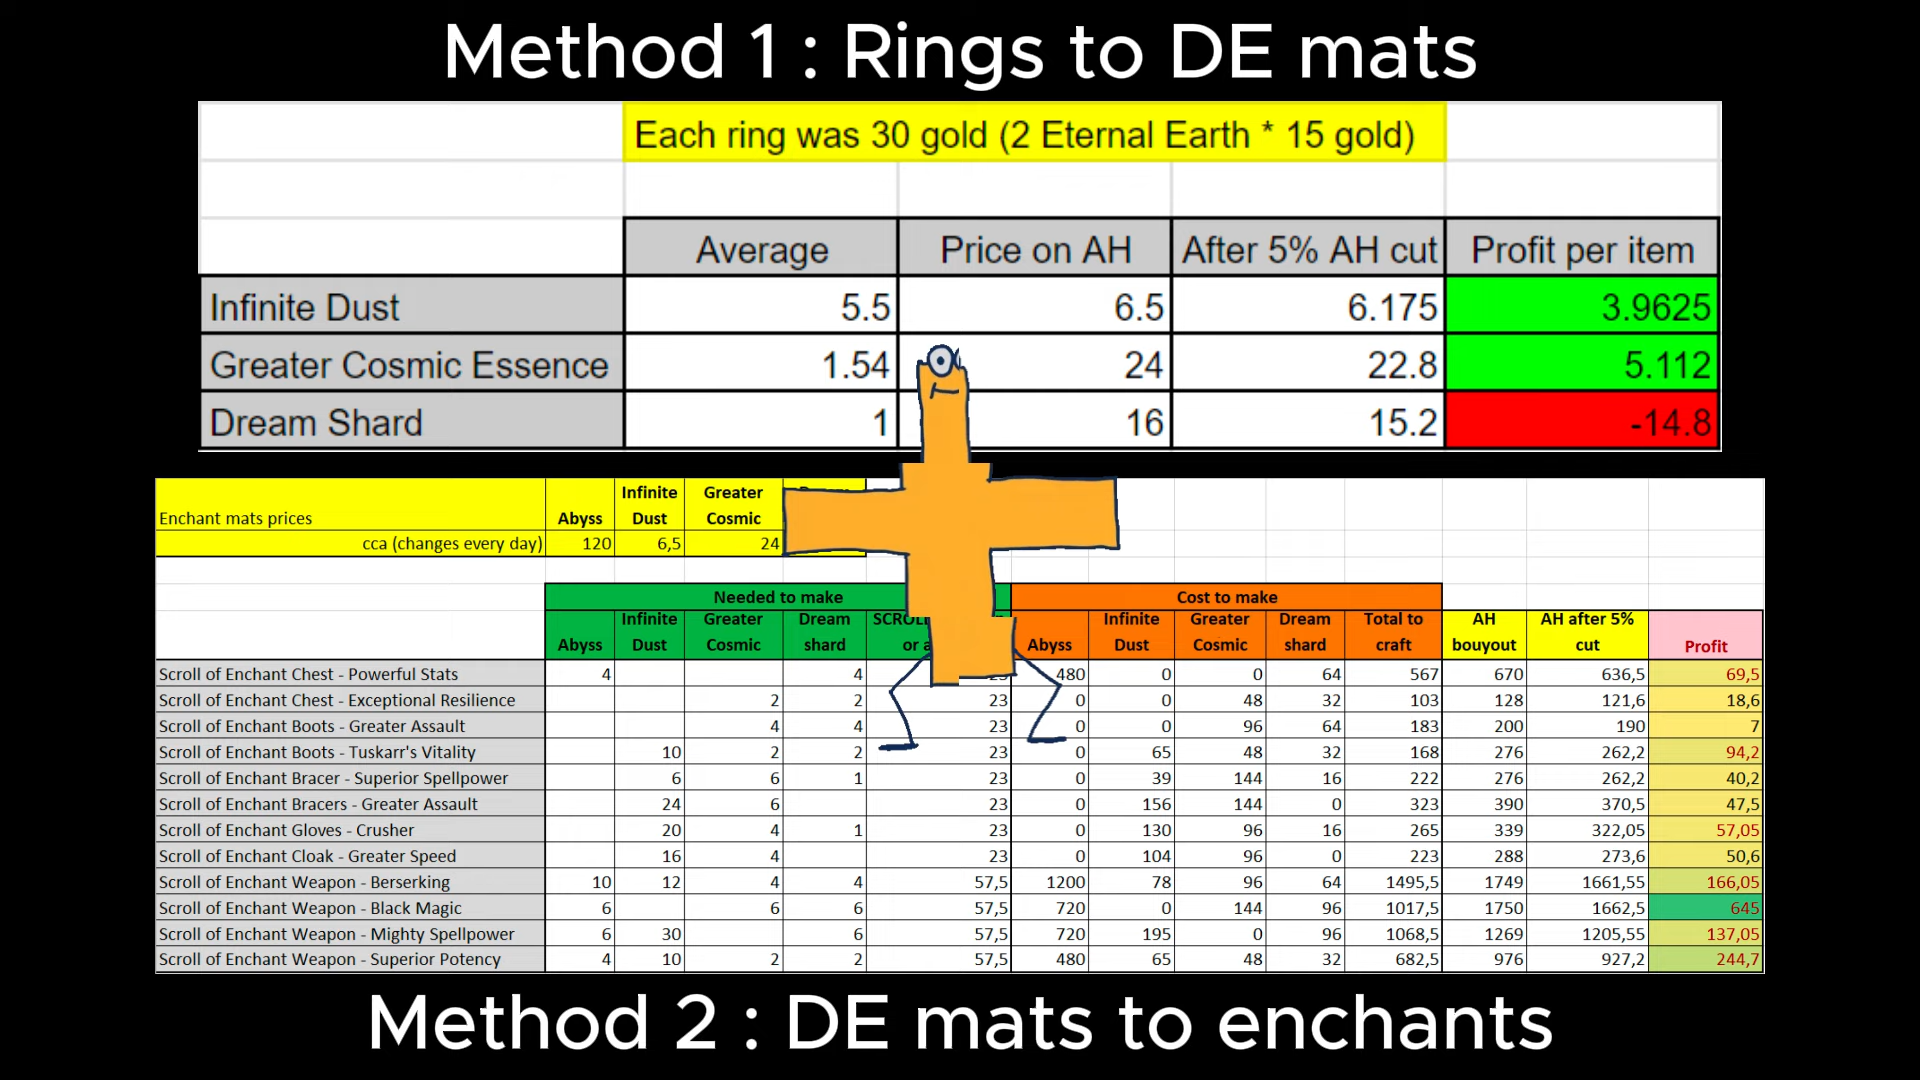 Method 1 : Rings to DE mats
Each ring was 30 gold (2 Eternal Earth * 15 gold)
Average Price on AH After 5% AH cut Profit per item
Infinite Dust 5.5 6.5 6.175 3.9625
Greater Cosmic Essence 1.54 24 22.8 5.112
Dream Shard 1 16 15.2 -14.8
Enchant mats prices Abyss Infinite Dust Greater Cosmic
cca (changes every day) 120 6,5 24
Needed to make Cost to make
Abyss Infinite Dust Greater Cosmic Dream shard Abyss Infinite Dust Greater Cosmic Dream shard Total to craft AH bouyout AH after 5% cut Profit
Scroll of Enchant Chest - Powerful Stats 4 4 480 0 0 64 567 670 636,5 69,5
Scroll of Enchant Chest - Exceptional Resilience 2 2 23 0 0 48 32 103 128 121,6 18,6
Scroll of Enchant Boots - Greater Assault 4 4 23 0 0 96 64 183 200 190 7
Scroll of Enchant Boots - Tuskarr's Vitality 10 2 2 23 0 65 48 32 168 276 262,2 94,2
Scroll of Enchant Bracer - Superior Spellpower 6 6 1 23 0 39 144 16 222 276 262,2 40,2
Scroll of Enchant Bracers - Greater Assault 24 6 23 0 156 144 0 323 390 370,5 47,5
Scroll of Enchant Gloves - Crusher 20 4 1 23 0 130 96 16 265 339 322,05 57,05
Scroll of Enchant Cloak - Greater Speed 16 4 23 0 104 96 0 223 288 273,6 50,6
Scroll of Enchant Weapon - Berserking 10 12 4 4 57,5 1200 78 96 64 1495,5 1749 1661,55 166,05
Scroll of Enchant Weapon - Black Magic 6 6 6 57,5 720 0 144 96 1017,5 1750 1662,5 645
Scroll of Enchant Weapon - Mighty Spellpower 6 30 6 57,5 720 195 0 96 1068,5 1269 1205,55 137,05
Scroll of Enchant Weapon - Superior Potency 4 10 2 2 57,5 480 65 48 32 682,5 976 927,2 244,7
Method 2 : DE mats to enchants